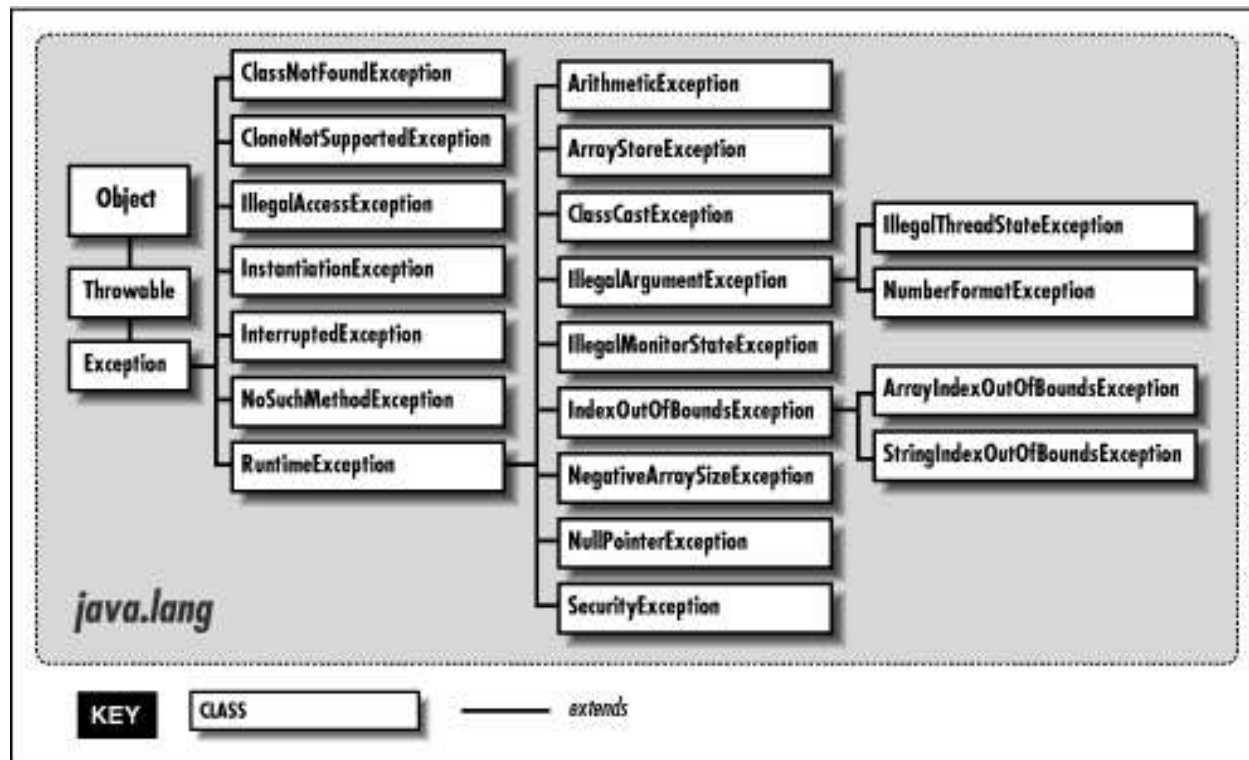 Object
Throwable
Exception
ClassNotFoundException
CloneNotSupportedException
IllegalAccessException
InstantiationException
InterruptedException
NoSuchMethodException
RuntimeException
ArithmeticException
ArrayStoreException
ClassCastException
IllegalArgumentException
IllegalMonitorStateException
IndexOutOfBoundsException
NegativeArraySizeException
NullPointerException
SecurityException
IllegalThreadStateException
NumberFormatException
ArrayIndexOutOfBoundsException
StringIndexOutOfBoundsException
java.lang
KEY
CLASS
extends